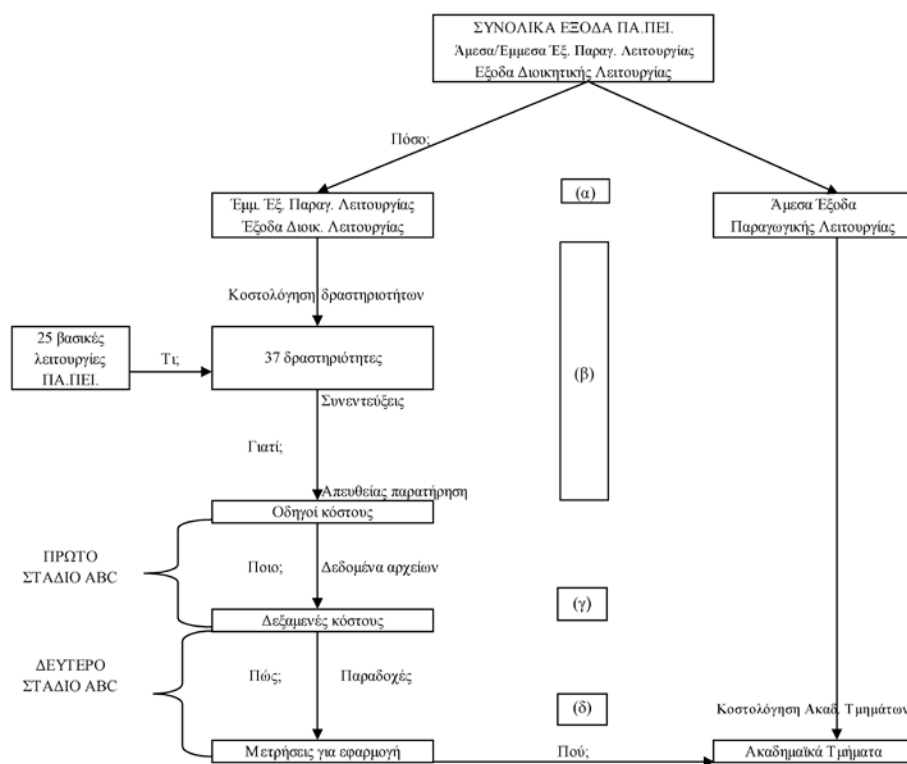 ΣΥΝΟΛΙΚΑ ΕΞΟΔΑ ΠΑ.ΠΕΙ.
Άμεσα/Έμμεσα Έξ. Παραγ. Λειτουργίας
Εξοδα Διοικητικής Λειτουργίας
Πόσο;
Έμμ. Έξ. Παραγ. Λειτουργίας
Έξοδα Διοικ. Λειτουργίας
(α)
Άμεσα Έξοδα
Παραγωγικής Λειτουργίας
Κοστολόγηση δραστηριοτήτων
25 βασικές
λειτουργίες
ΠΑ.ΠΕΙ.
Τι;
37 δραστηριότητες
(β)
Συνεντεύξεις
Γιατί;
Απευθείας παρατήρηση
Οδηγοί κόστους
ΠΡΩΤΟ
ΣΤΑΔΙΟ ABC
Ποιο;
Δεδομένα αρχείων
(γ)
Δεξαμενές κόστους
ΔΕΥΤΕΡΟ
ΣΤΑΔΙΟ ABC
Πώς;
Παραδοχές
(δ)
Κοστολόγηση Ακαδ. Τμημάτων
Μετρήσεις για εφαρμογή
Πού;
Ακαδημαϊκά Τμήματα